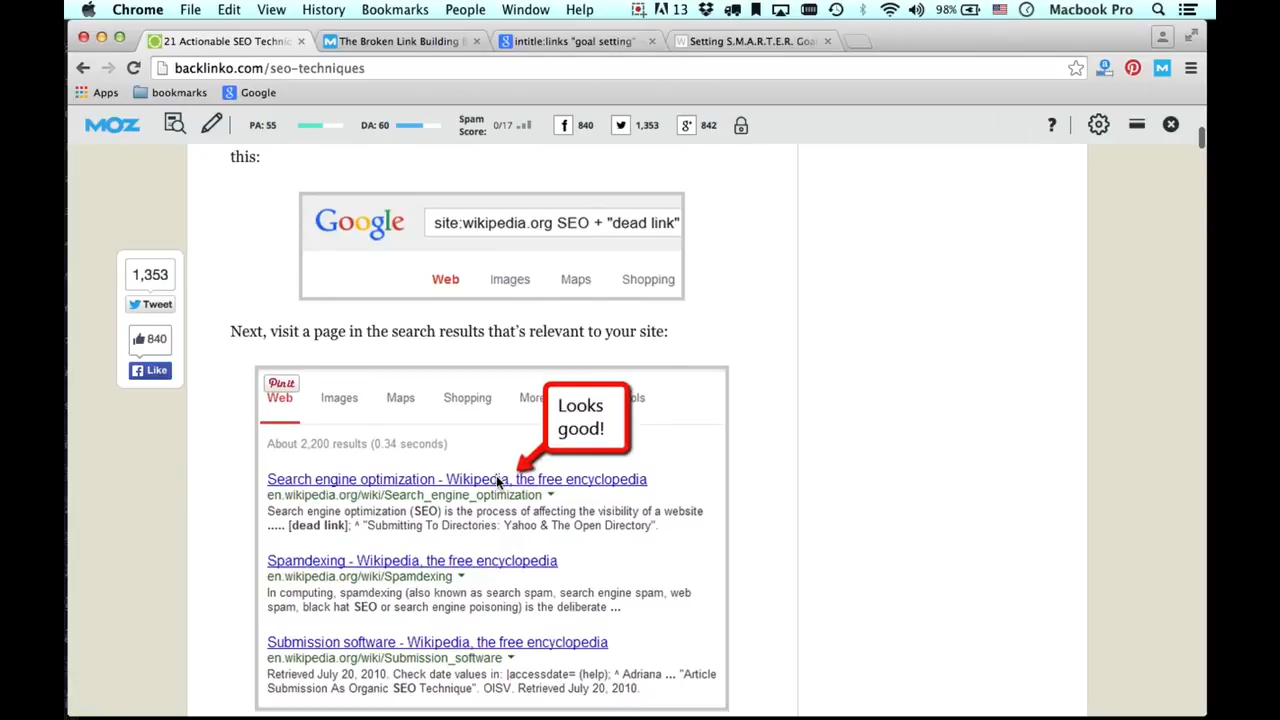 Chrome File Edit View History Bookmarks People Window Help 13 98% Macbook Pro
21 Actionable SEO Technic The Broken Link Building B intitle:links "goal setting" Setting S.M.A.R.T.E.R. Goa
backlinko.com/seo-techniques
Apps bookmarks Google
MOZ PA: 55 DA: 60 Spam Score: 0/17 840 1,353 842 ?
this:
Google site:wikipedia.org SEO + "dead link"
Web Images Maps Shopping
1,353
Tweet
840
Like
Next, visit a page in the search results that's relevant to your site:
Pin it
Web Images Maps Shopping More ols
Looks
good!
About 2,200 results (0.34 seconds)
Search engine optimization - Wikipedia, the free encyclopedia
en.wikipedia.org/wiki/Search_engine_optimization
Search engine optimization (SEO) is the process of affecting the visibility of a website
..... [dead link]; ^ "Submitting To Directories: Yahoo & The Open Directory".
Spamdexing - Wikipedia, the free encyclopedia
en.wikipedia.org/wiki/Spamdexing
In computing, spamdexing (also known as search spam, search engine spam, web
spam, black hat SEO or search engine poisoning) is the deliberate ...
Submission software - Wikipedia, the free encyclopedia
en.wikipedia.org/wiki/Submission_software
Retrieved July 20, 2010. Check date values in: |accessdate= (help); ^ Adriana ... "Article
Submission As Organic SEO Technique". OISV. Retrieved July 20, 2010.